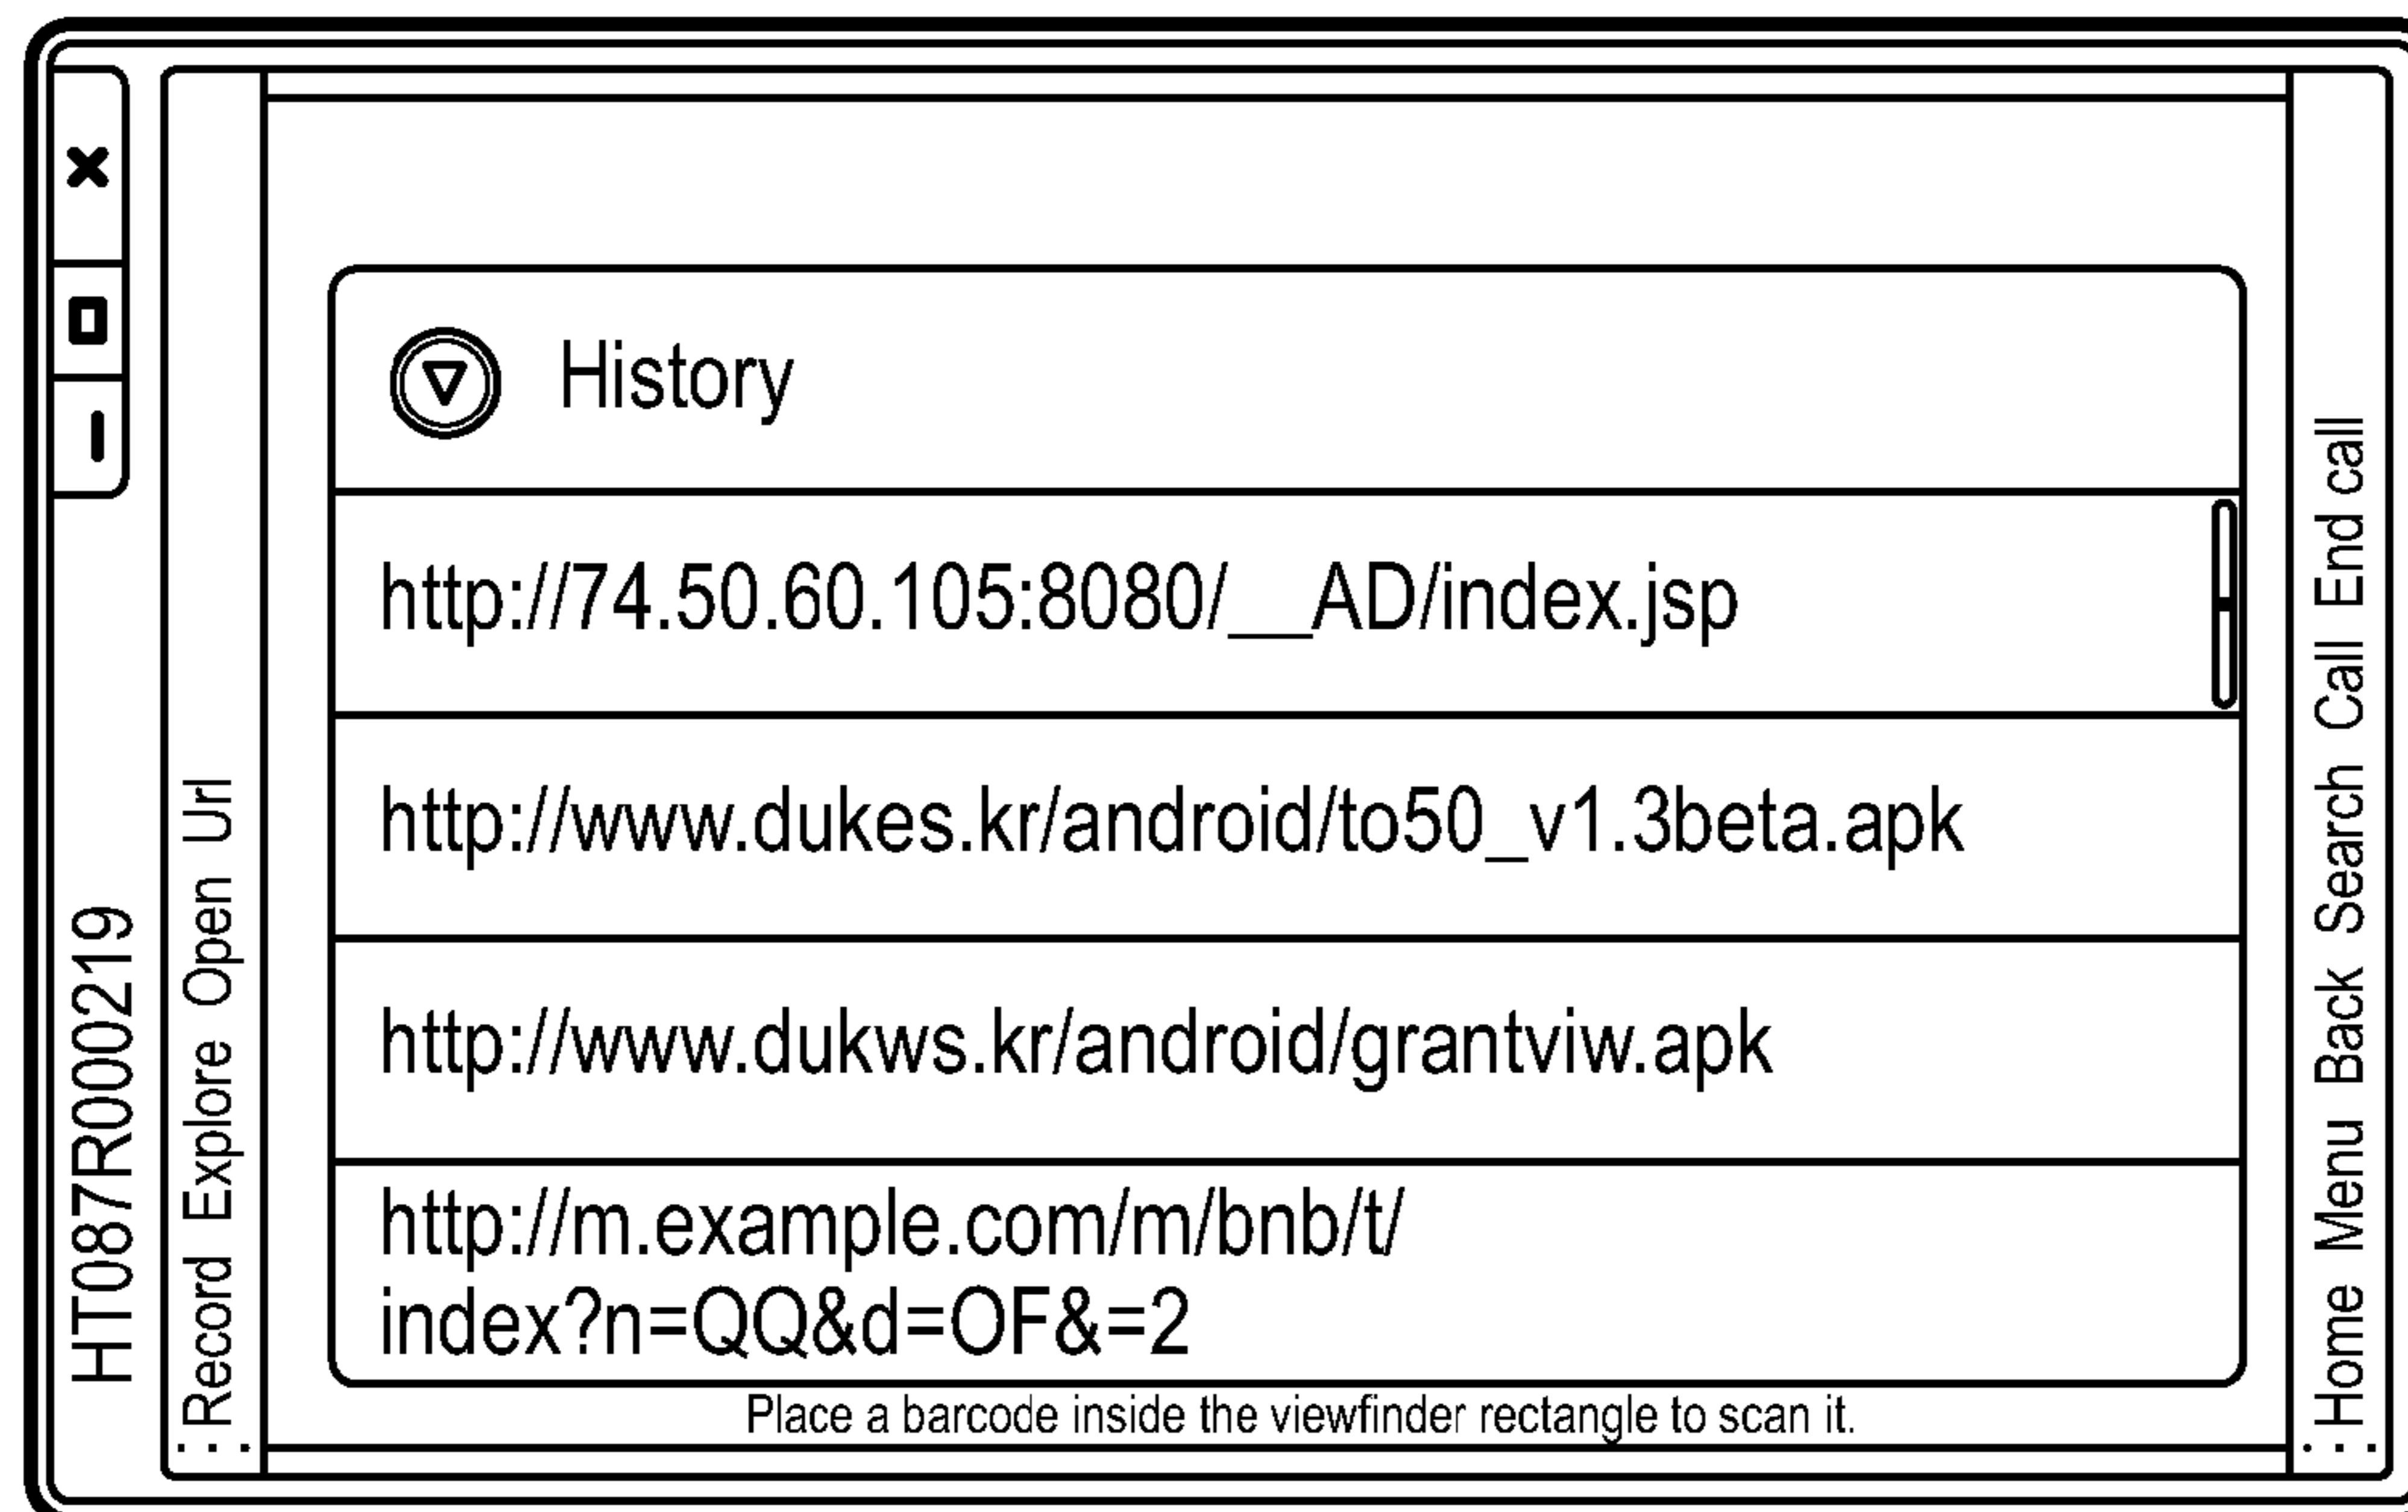 HT087R000219
Record Explore Open Url
History
http://74.50.60.105:8080/__AD/index.jsp
http://www.dukes.kr/android/to50_v1.3beta.apk
http://www.dukws.kr/android/grantviw.apk
http://m.example.com/m/bnb/t/
index?n=QQ&d=OF&=2
Place a barcode inside the viewfinder rectangle to scan it.
Home Menu Back Search Call End call